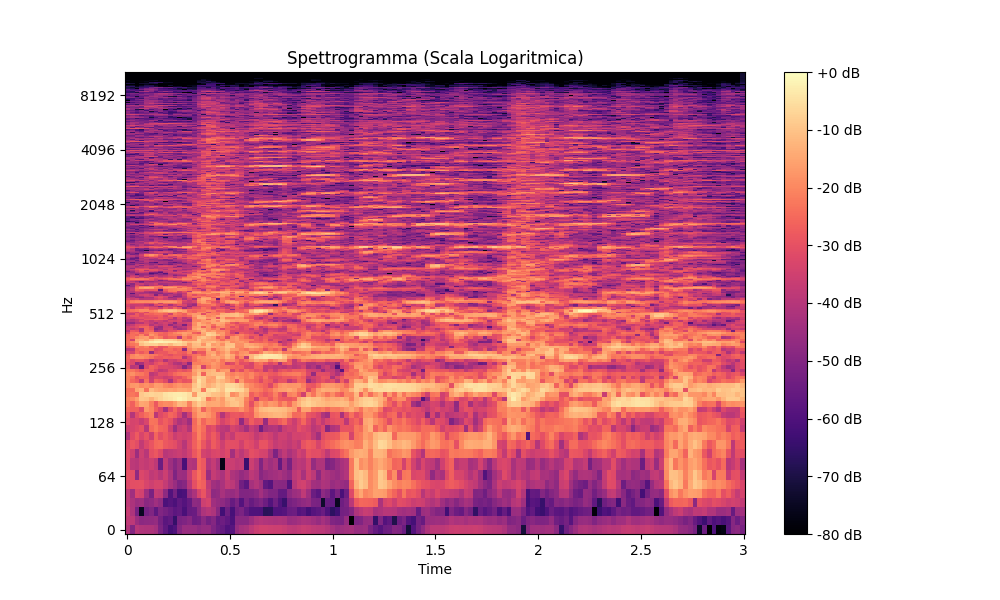 Spettrogramma (Scala Logaritmica)
Hz
8192
4096
2048
1024
512
256
128
64
0
0
0.5
1
1.5
2
2.5
3
Time
+0 dB
-10 dB
-20 dB
-30 dB
-40 dB
-50 dB
-60 dB
-70 dB
-80 dB